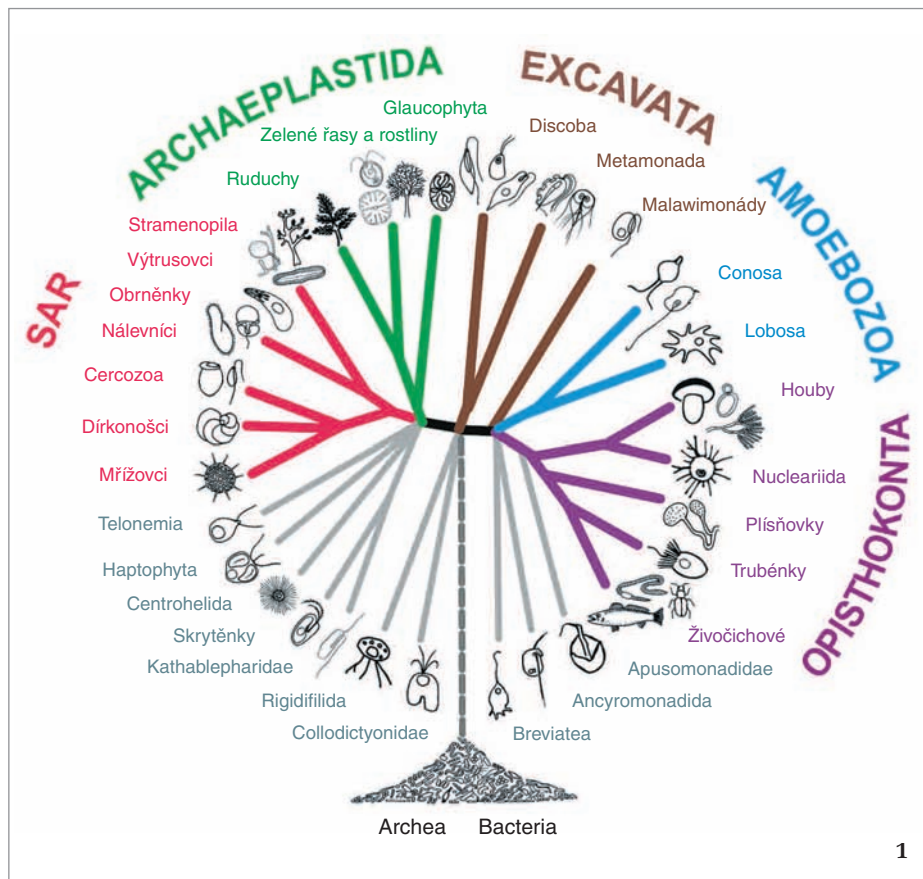 ARCHAEPLASTIDA
EXCAVATA
AMOEBOZOA
OPISTHOKONTA
SAR
Glaucophyta
Zelené řasy a rostliny
Ruduchy
Stramenopila
Výtrusovci
Obrněnky
Nálevníci
Cercozoa
Dírkonošci
Mřížovci
Telonemia
Haptophyta
Centrohelida
Skrytěnky
Kathablepharidae
Rigidifilida
Collodictyonidae
Discoba
Metamonada
Malawimonády
Conosa
Lobosa
Houby
Nucleariida
Plísňovky
Trubénky
Živočichové
Apusomonadidae
Ancyromonadida
Breviatea
Archea Bacteria
1